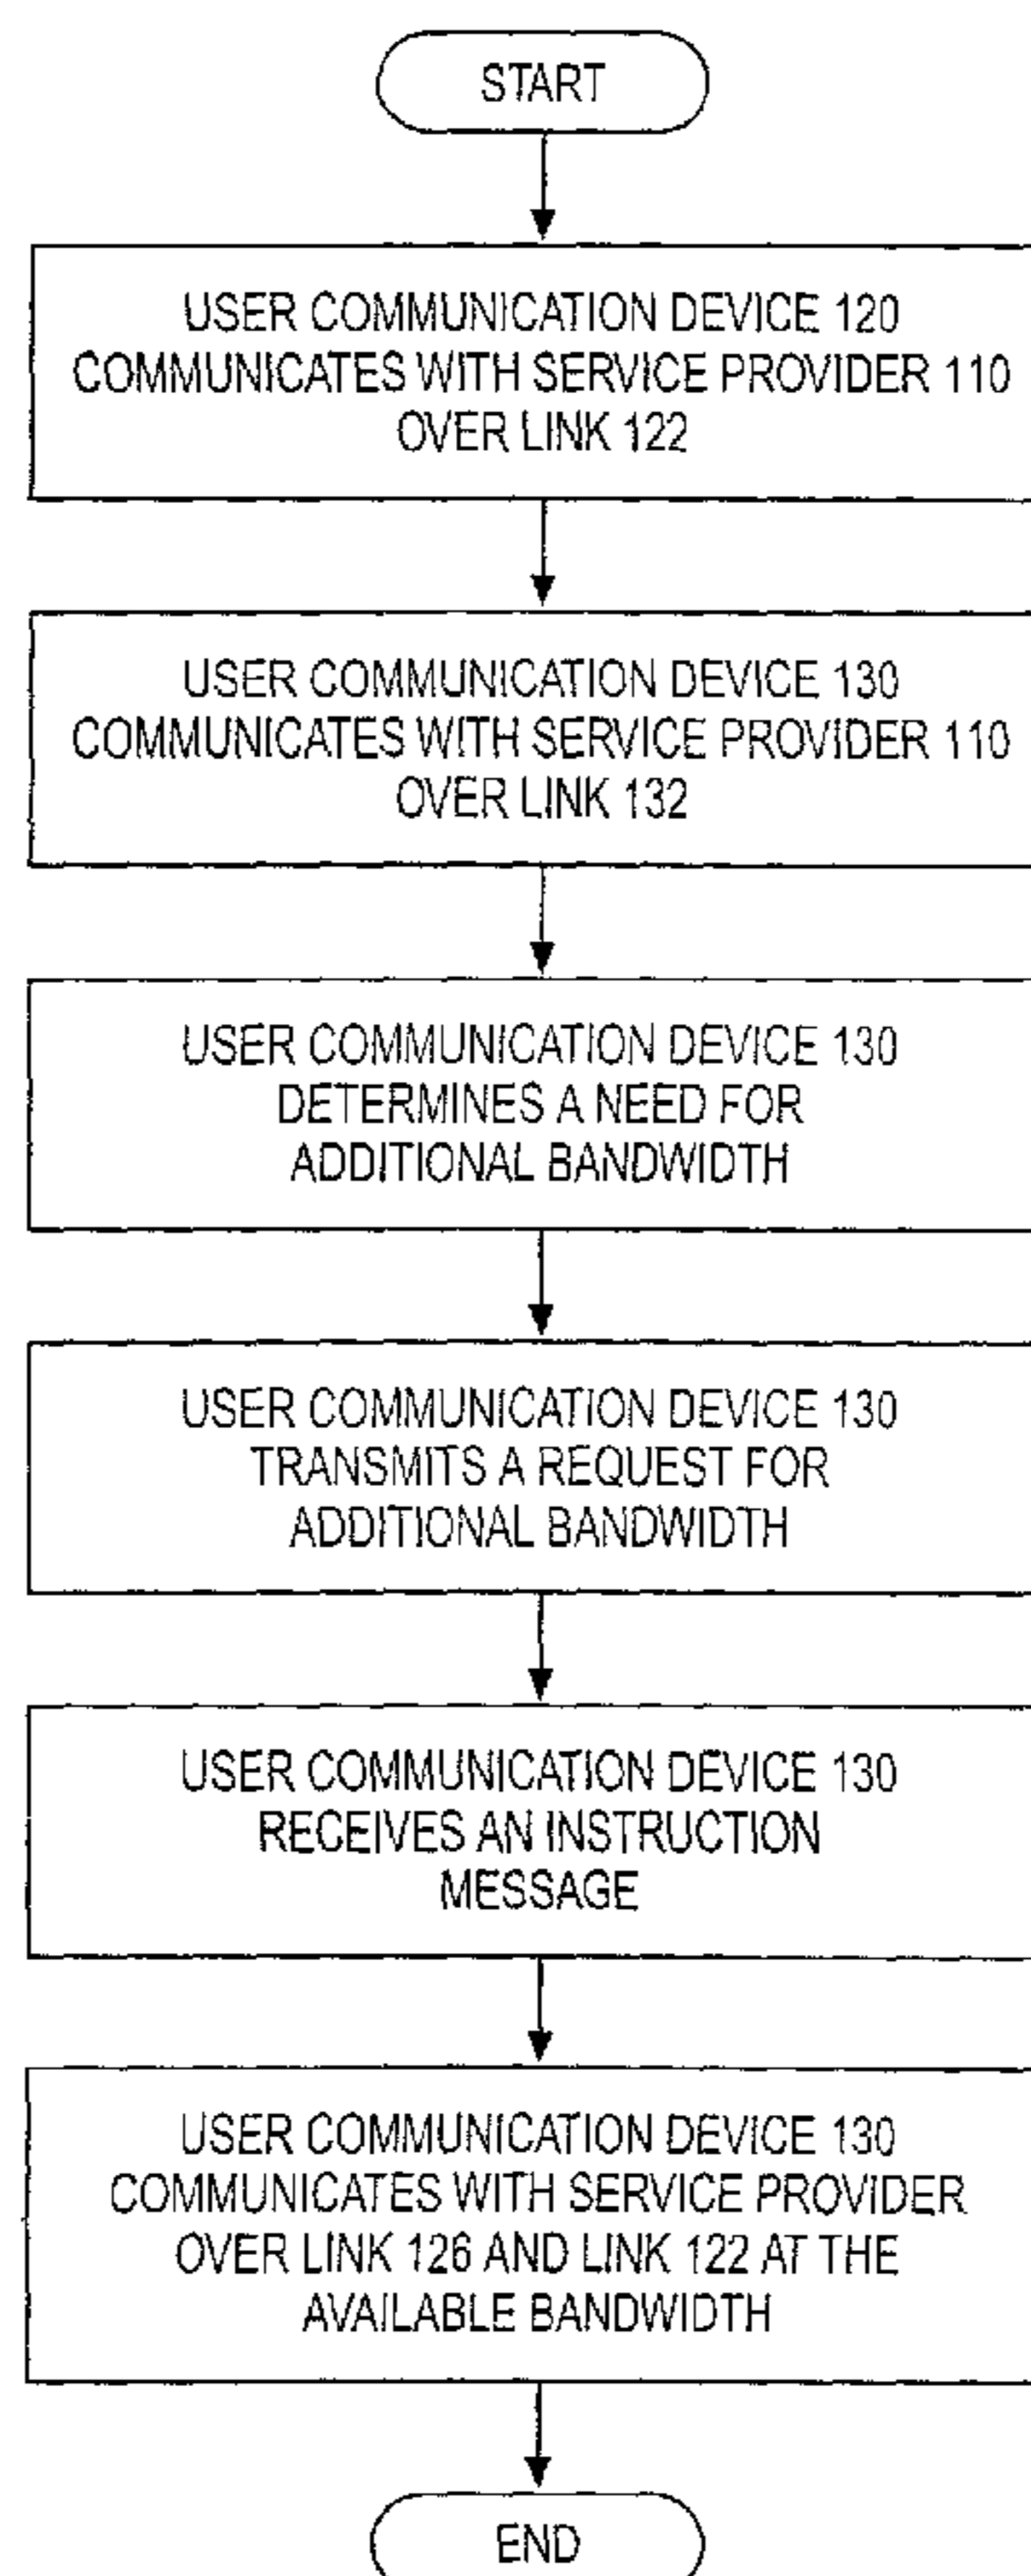 START
USER COMMUNICATION DEVICE 120
COMMUNICATES WITH SERVICE PROVIDER 110
OVER LINK 122
USER COMMUNICATION DEVICE 130
COMMUNICATES WITH SERVICE PROVIDER 110
OVER LINK 132
USER COMMUNICATION DEVICE 130
DETERMINES A NEED FOR
ADDITIONAL BANDWIDTH
USER COMMUNICATION DEVICE 130
TRANSMITS A REQUEST FOR
ADDITIONAL BANDWIDTH
USER COMMUNICATION DEVICE 130
RECEIVES AN INSTRUCTION
MESSAGE
USER COMMUNICATION DEVICE 130
COMMUNICATES WITH SERVICE PROVIDER
OVER LINK 126 AND LINK 122 AT THE
AVAILABLE BANDWIDTH
END